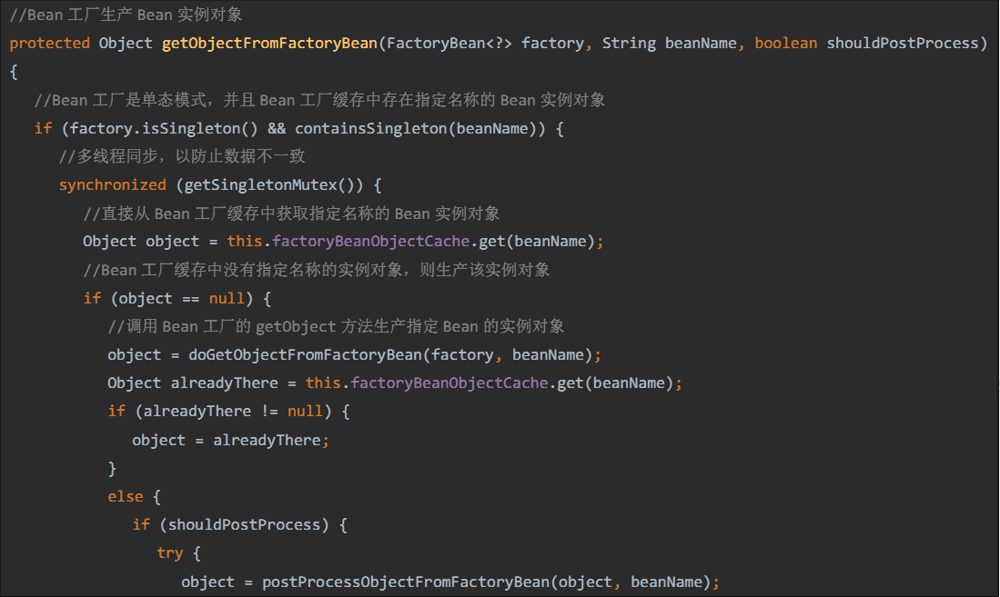 //Bean 工厂生产 Bean 实例对象
protected Object getObjectFromFactoryBean(FactoryBean<?> factory, String beanName, boolean shouldPostProcess)
{
//Bean 工厂是单态模式，并且 Bean 工厂缓存中存在指定名称的 Bean 实例对象
if (factory.isSingleton() && containsSingleton(beanName)) {
//多线程同步，以防止数据不一致
synchronized (getSingletonMutex()) {
//直接从 Bean 工厂缓存中获取指定名称的 Bean 实例对象
Object object = this.factoryBeanObjectCache.get(beanName);
//Bean 工厂缓存中没有指定名称的实例对象，则生产该实例对象
if (object == null) {
//调用 Bean 工厂的 getObject 方法生产指定 Bean 的实例对象
object = doGetObjectFromFactoryBean(factory, beanName);
Object alreadyThere = this.factoryBeanObjectCache.get(beanName);
if (alreadyThere != null) {
object = alreadyThere;
}
else {
if (shouldPostProcess) {
try {
object = postProcessObjectFromFactoryBean(object, beanName);